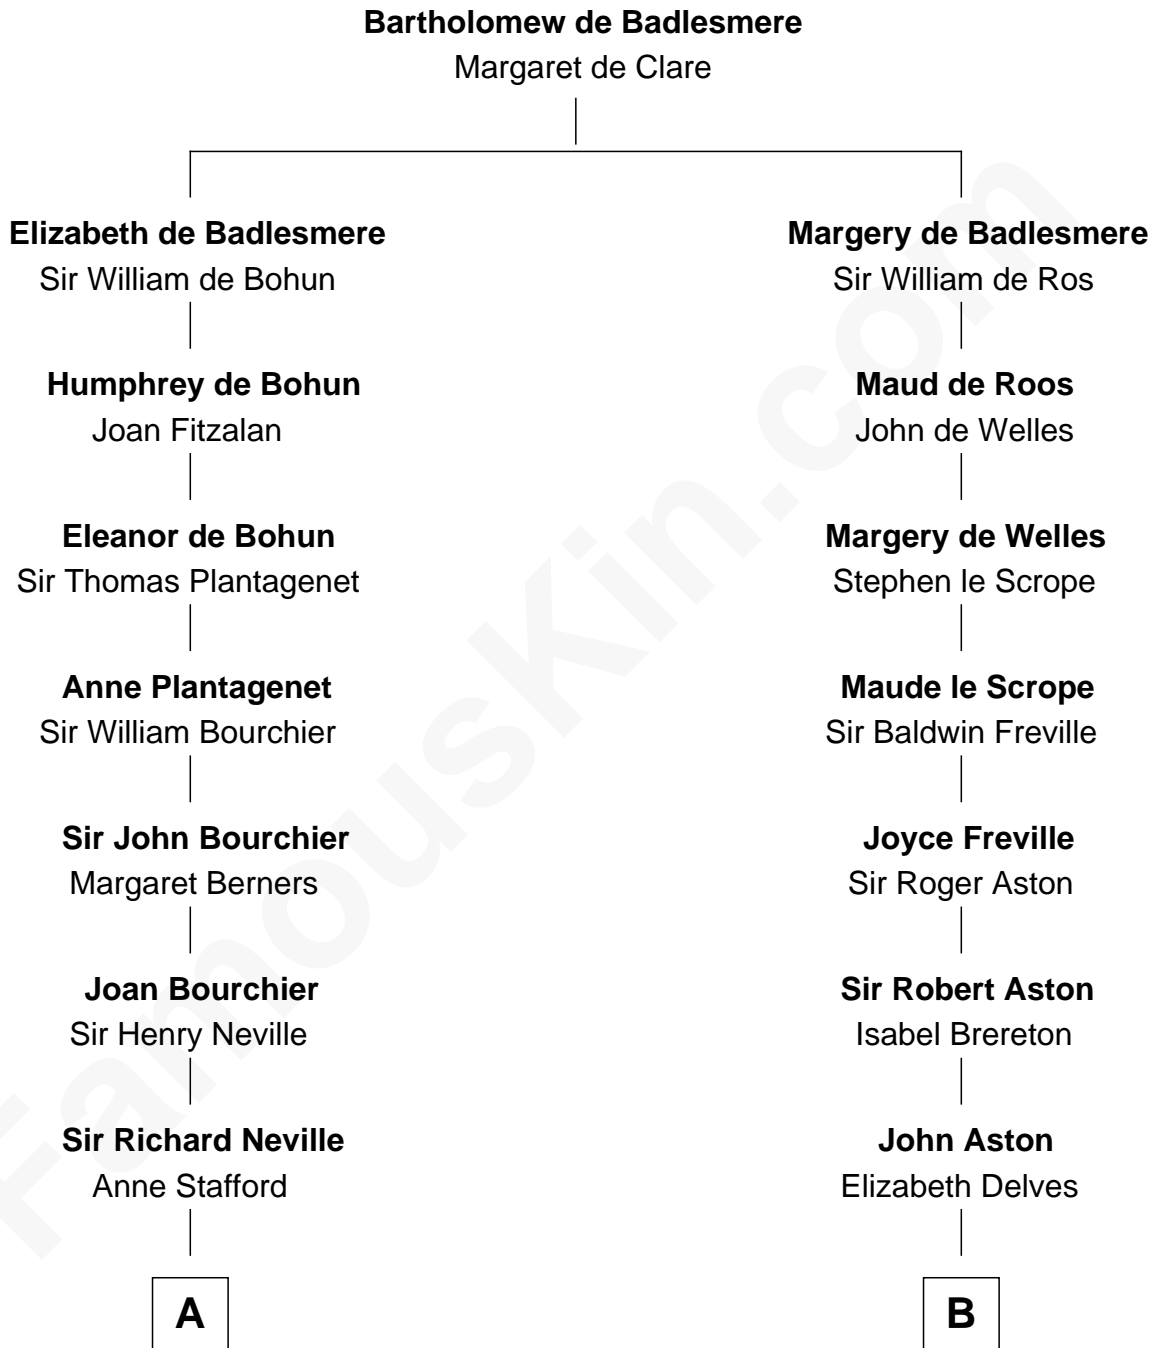 Bartholomew de Badlesmere
Margaret de Clare
Elizabeth de Badlesmere
Sir William de Bohun
Margery de Badlesmere
Sir William de Ros
Humphrey de Bohun
Joan Fitzalan
Maud de Roos
John de Welles
Eleanor de Bohun
Sir Thomas Plantagenet
Margery de Welles
Stephen le Scrope
Anne Plantagenet
Sir William Bourchier
Maude le Scrope
Sir Baldwin Freville
Sir John Bourchier
Margaret Berners
Joyce Freville
Sir Roger Aston
Joan Bourchier
Sir Henry Neville
Sir Robert Aston
Isabel Brereton
Sir Richard Neville
Anne Stafford
John Aston
Elizabeth Delves
A
B
FamousKin.com